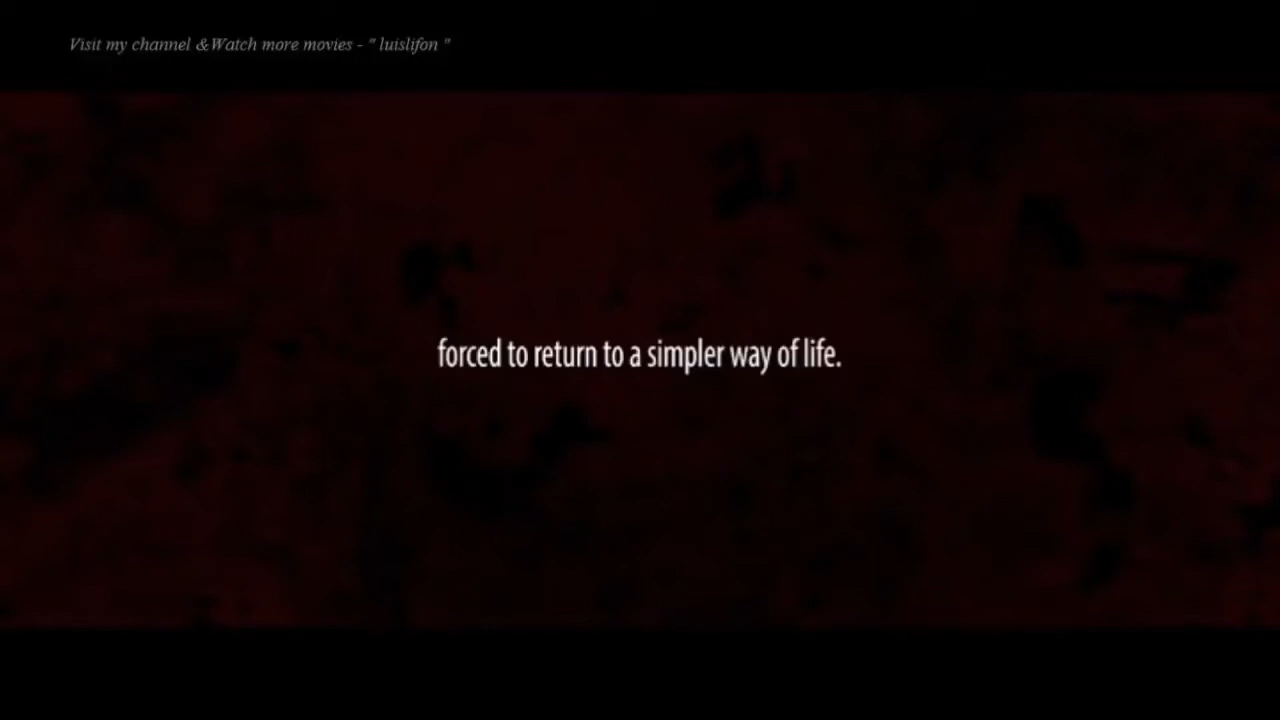 Visit my channel &Watch more movies - " luislifon "
forced to return to a simpler way of life.